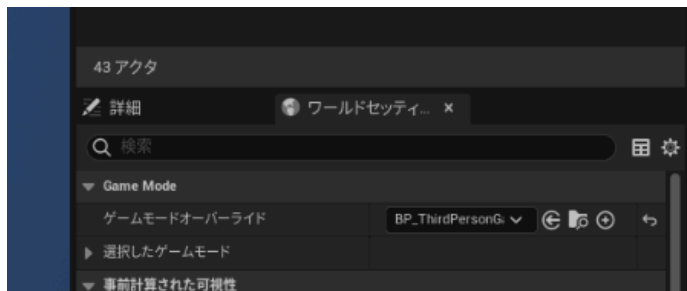 43 アクタ
詳細
ワールドセッティ...
検索
Game Mode
ゲームモードオーバーライド
BP_ThirdPersonG
選択したゲームモード
事前計算された可視性